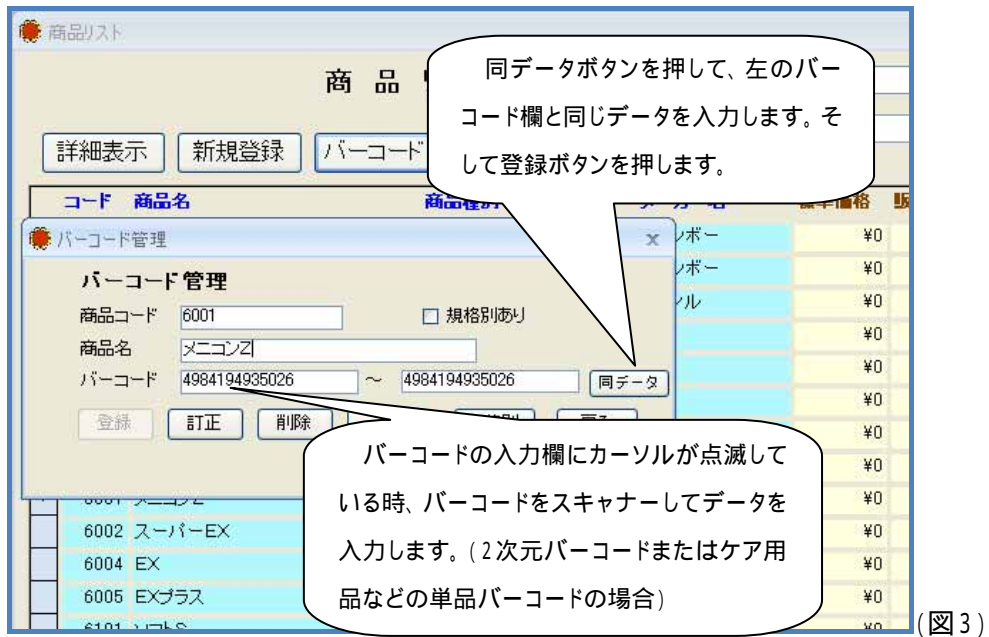 商品リスト
商 品
同データボタンを押して、左のバー
コード欄と同じデータを入力します。そ
して登録ボタンを押します。
詳細表示 新規登録 バーコード
コード 商品名
バーコード管理 x
ンボー ¥0
バーコード管理
ンボー ¥0
商品コード 6001 規格別あり
ル ¥0
商品名 メニコンZ
¥0
バーコード 4984194935026 ～ 4984194935026 同データ
¥0
¥0
登録 訂正 削除
¥0
バーコードの入力欄にカーソルが点滅して
いる時、バーコードをスキャナーしてデータを
入力します。(2次元バーコードまたはケア用
品などの単品バーコードの場合)
¥0
¥0
6002 スーパーEX ¥0
6004 EX ¥0
6005 EXプラス ¥0
(図3)